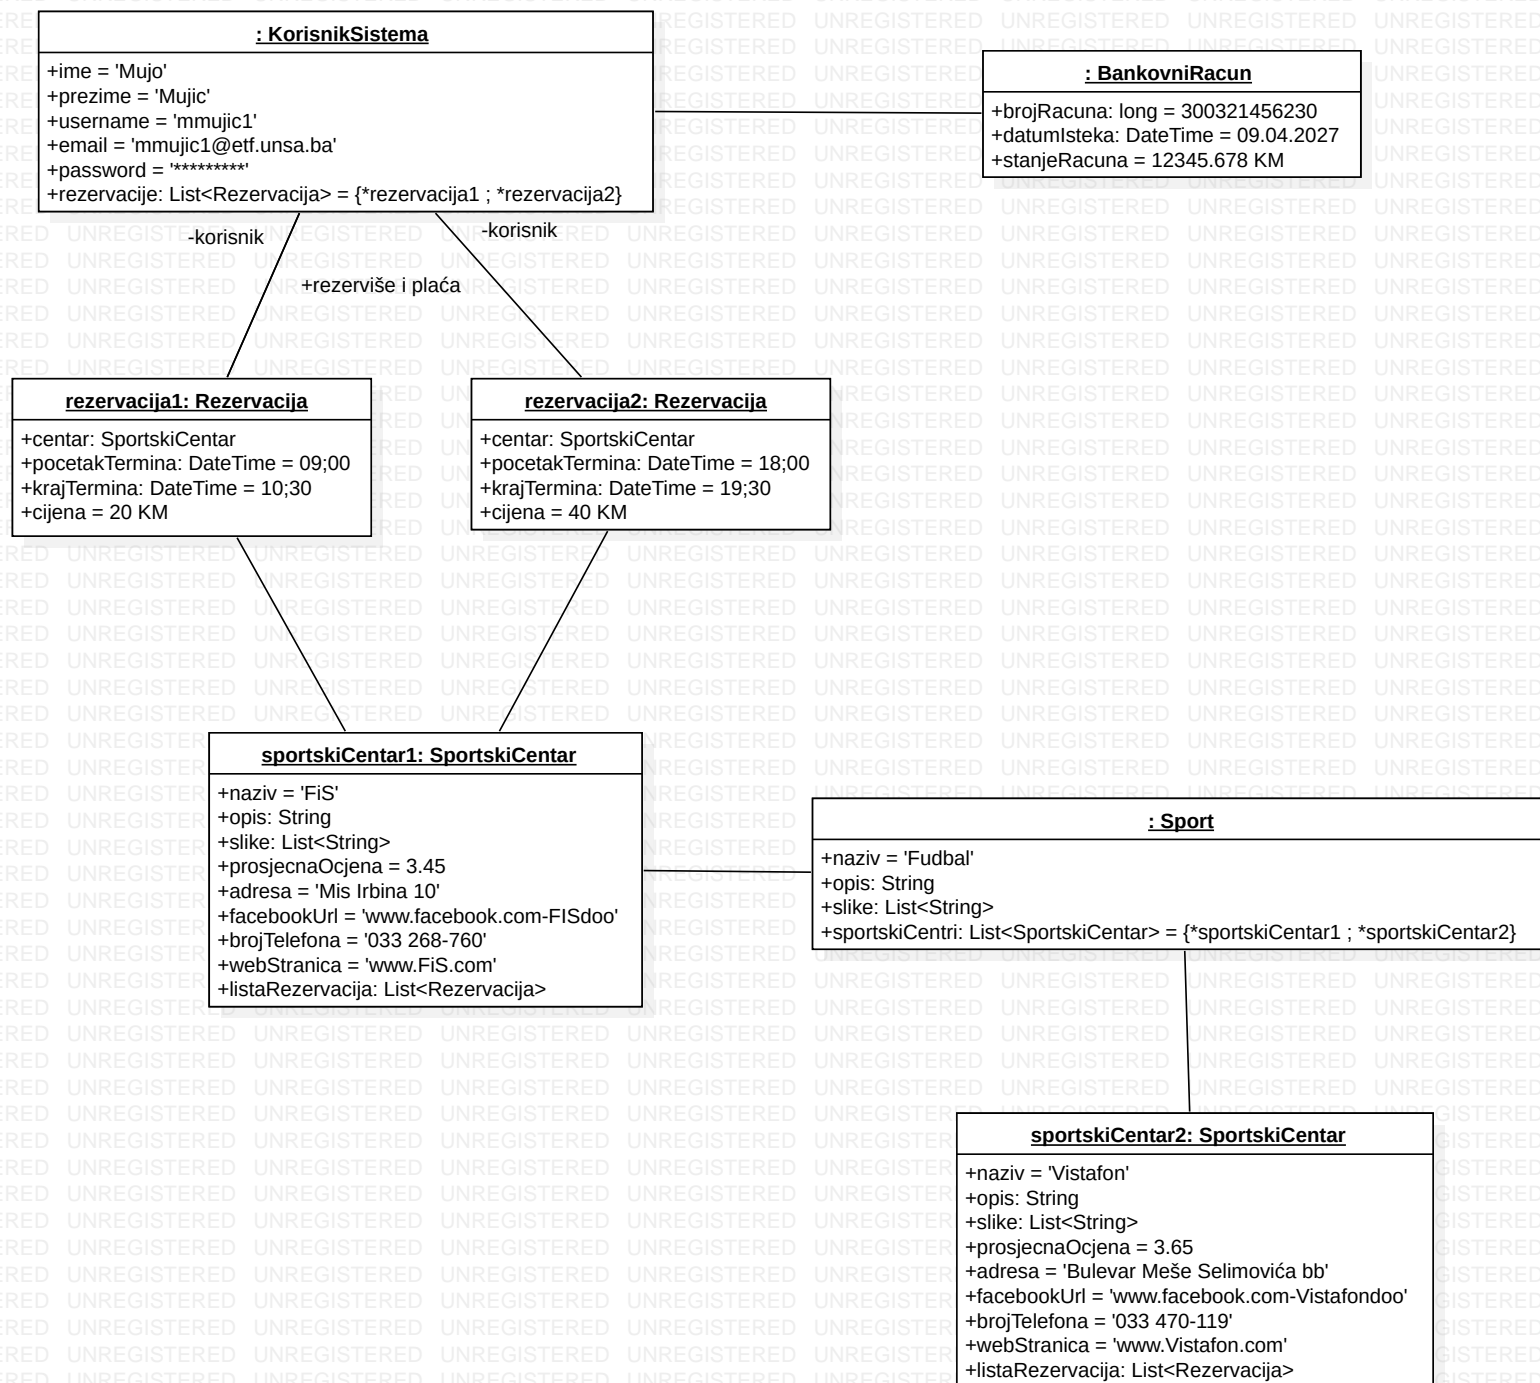 : KorisnikSistema
+ime = 'Mujo'
+prezime = 'Mujic'
+username = 'mmujic1'
+email = 'mmujic1@etf.unsa.ba'
+password = '*********'
+rezervacije: List<Rezervacija> = {*rezervacija1 ; *rezervacija2}
: BankovniRacun
+brojRacuna: long = 300321456230
+datumIsteka: DateTime = 09.04.2027
+stanjeRacuna = 12345.678 KM
-korisnik
-korisnik
+rezerviše i plaća
rezervacija1: Rezervacija
+centar: SportskiCentar
+pocetakTermina: DateTime = 09;00
+krajTermina: DateTime = 10;30
+cijena = 20 KM
rezervacija2: Rezervacija
+centar: SportskiCentar
+pocetakTermina: DateTime = 18;00
+krajTermina: DateTime = 19;30
+cijena = 40 KM
sportskiCentar1: SportskiCentar
+naziv = 'FiS'
+opis: String
+slike: List<String>
+prosjecnaOcjena = 3.45
+adresa = 'Mis Irbina 10'
+facebookUrl = 'www.facebook.com-FISdoo'
+brojTelefona = '033 268-760'
+webStranica = 'www.FiS.com'
+listaRezervacija: List<Rezervacija>
: Sport
+naziv = 'Fudbal'
+opis: String
+slike: List<String>
+sportskiCentri: List<SportskiCentar> = {*sportskiCentar1 ; *sportskiCentar2}
sportskiCentar2: SportskiCentar
+naziv = 'Vistafon'
+opis: String
+slike: List<String>
+prosjecnaOcjena = 3.65
+adresa = 'Bulevar Meše Selimovića bb'
+facebookUrl = 'www.facebook.com-Vistafondoo'
+brojTelefona = '033 470-119'
+webStranica = 'www.Vistafon.com'
+listaRezervacija: List<Rezervacija>
UNREGISTERED